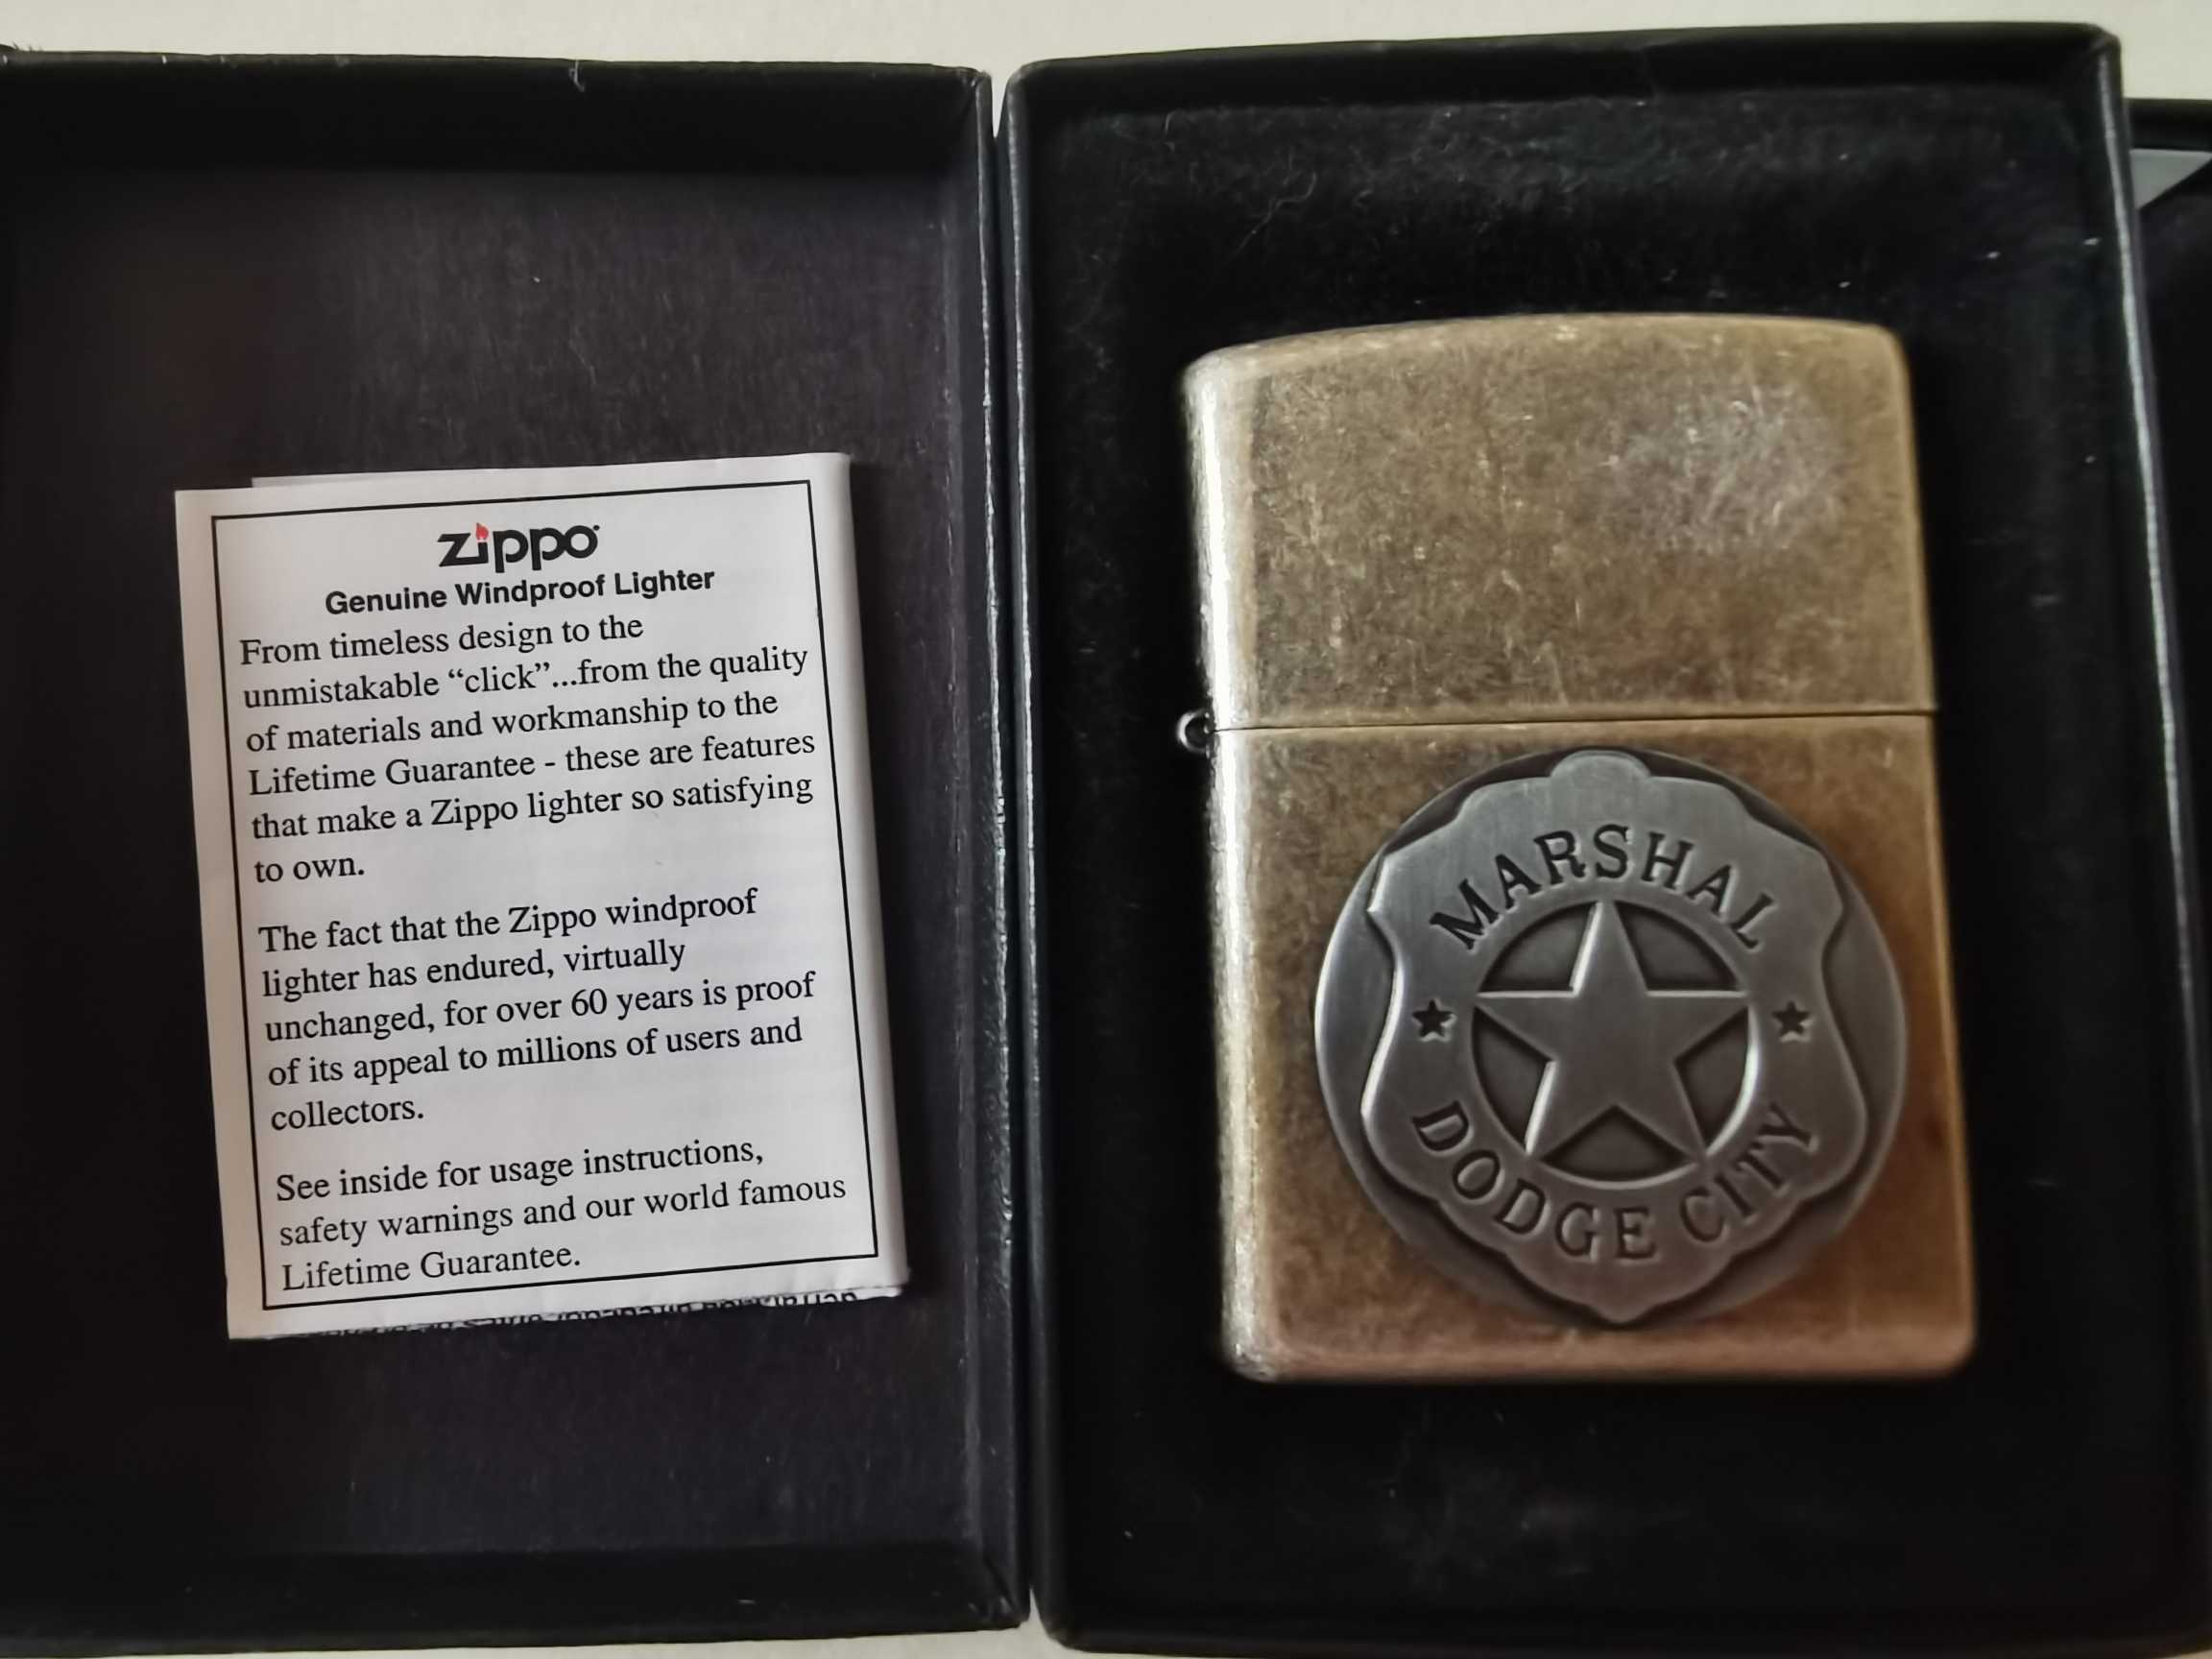 zippo
Genuine Windproof Lighter
From timeless design to the
unmistakable “click”...from the quality
of materials and workmanship to the
Lifetime Guarantee - these are features
that make a Zippo lighter so satisfying
to own.
The fact that the Zippo windproof
lighter has endured, virtually
unchanged, for over 60 years is proof
of its appeal to millions of users and
collectors.
See inside for usage instructions,
safety warnings and our world famous
Lifetime Guarantee.
MARSHAL
DODGE CITY